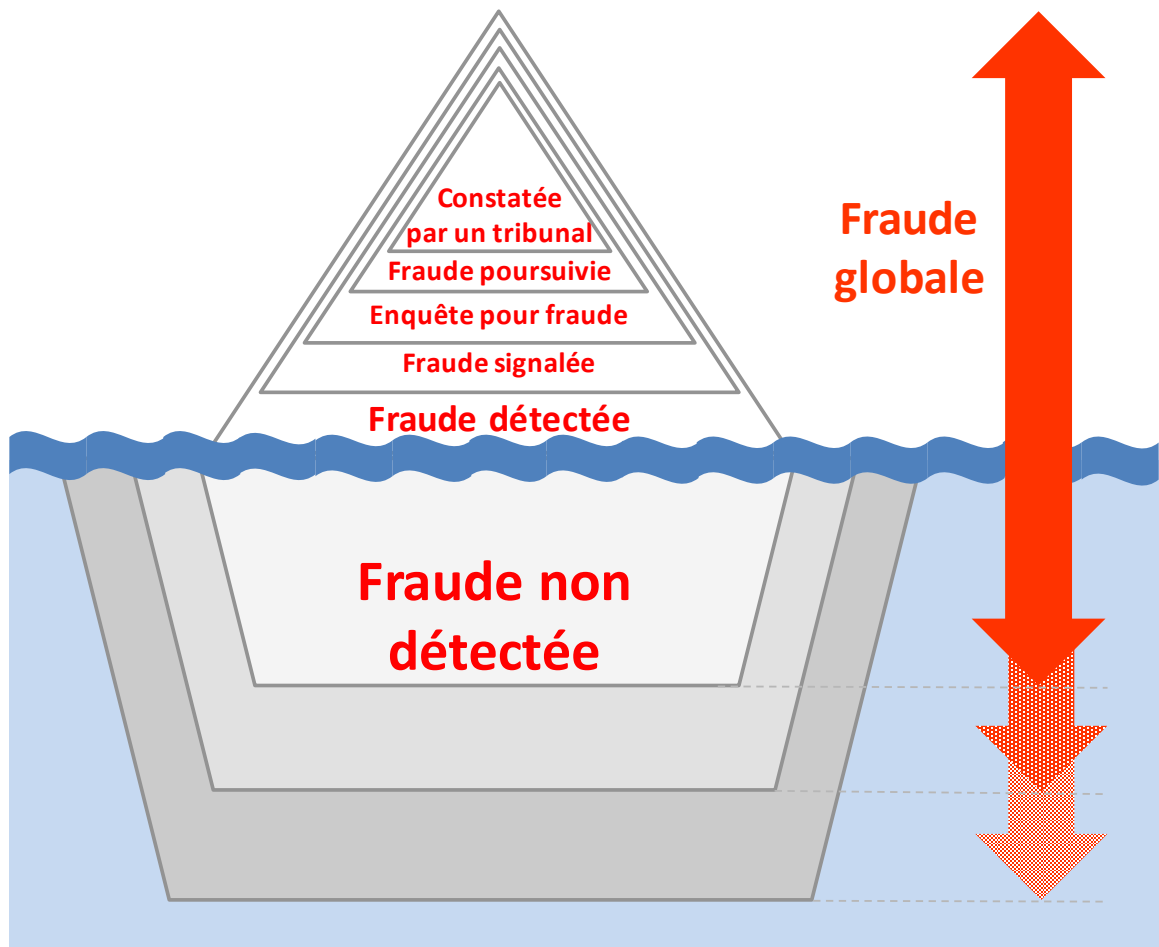 Constatée
par un tribunal
Fraude poursuivie
Enquête pour fraude
Fraude signalée
Fraude détectée
Fraude non
détectée
Fraude
globale